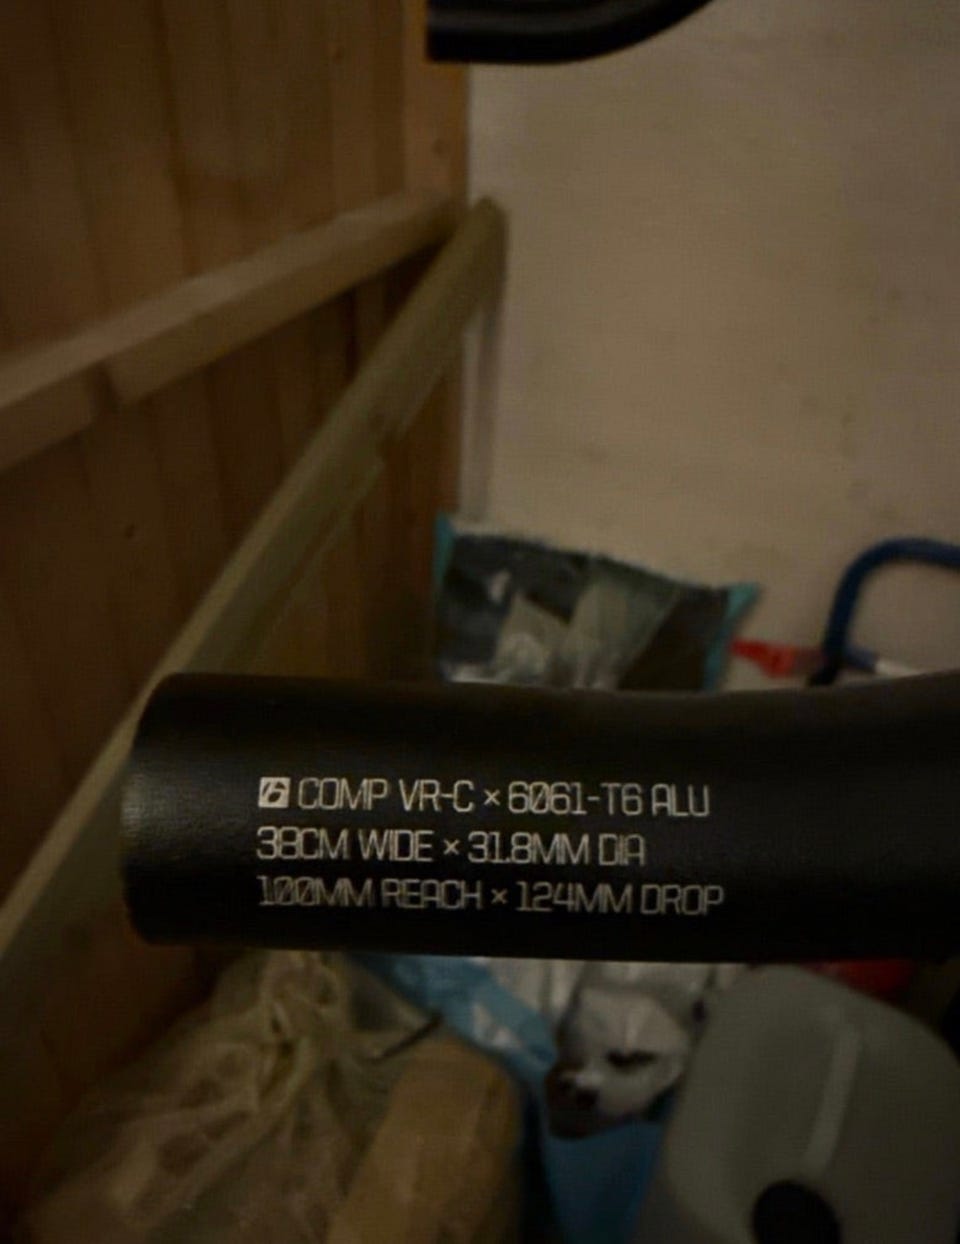 COMP VR-C × 6061-T6 ALU
38CM WIDE × 31.8MM DIA
100MM REACH × 124MM DROP